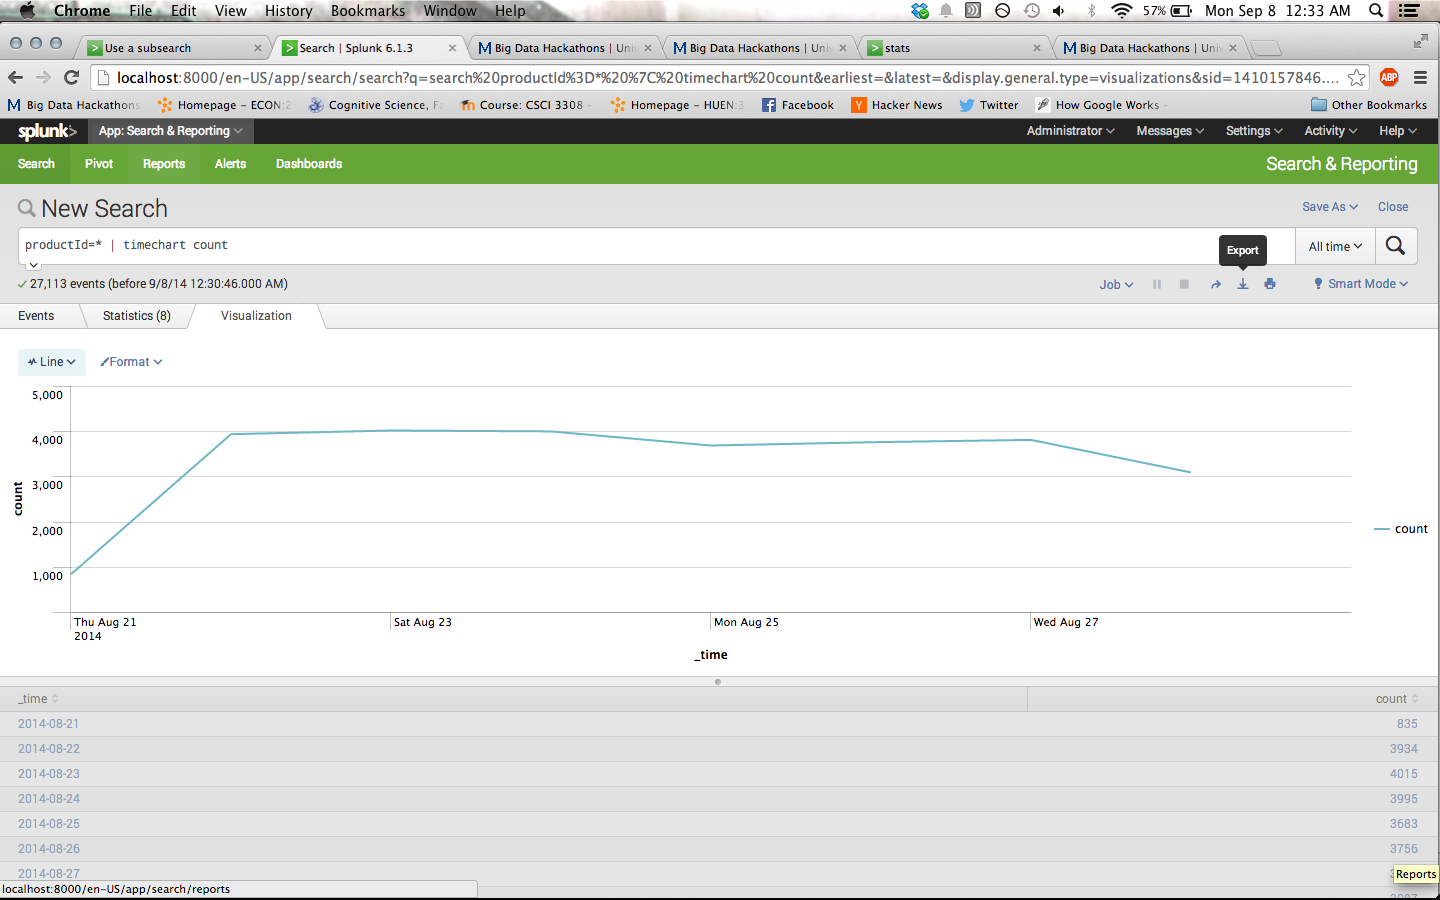 Chrome File Edit View History Bookmarks Window Help 57% Mon Sep 8 12:33 AM
Use a subsearch Search | Splunk 6.1.3 Big Data Hackathons | Uni Big Data Hackathons | Uni stats Big Data Hackathons | Uni
localhost:8000/en-US/app/search/search?q=search%20productId%3D*%20%7C%20timechart%20count&earliest=&latest=&display.general.type=visualizations&sid=1410157846.... ABP
Big Data Hackathons Homepage – ECON:2 Cognitive Science, Fa Course: CSCI 3308 – Homepage – HUEN:3 Facebook Hacker News Twitter How Google Works – Other Bookmarks
splunk> App: Search & Reporting Administrator Messages Settings Activity Help
Search Pivot Reports Alerts Dashboards Search & Reporting
New Search Save As Close
productId=* | timechart count Export All time
27,113 events (before 9/8/14 12:30:46.000 AM) Job Smart Mode
Events Statistics (8) Visualization
Line Format
5,000
4,000
3,000
2,000
1,000
count
count
Thu Aug 21 Sat Aug 23 Mon Aug 25 Wed Aug 27
2014
_time
_time count
2014-08-21 835
2014-08-22 3934
2014-08-23 4015
2014-08-24 3995
2014-08-25 3683
2014-08-26 3756
2014-08-27
Reports
localhost:8000/en-US/app/search/reports